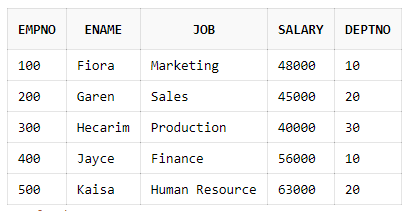 EMPNO ENAME JOB SALARY DEPTNO
100 Fiora Marketing 48000 10
200 Garen Sales 45000 20
300 Hecarim Production 40000 30
400 Jayce Finance 56000 10
500 Kaisa Human Resource 63000 20